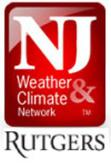 NJ
Weather &
Climate
Network ™
RUTGERS